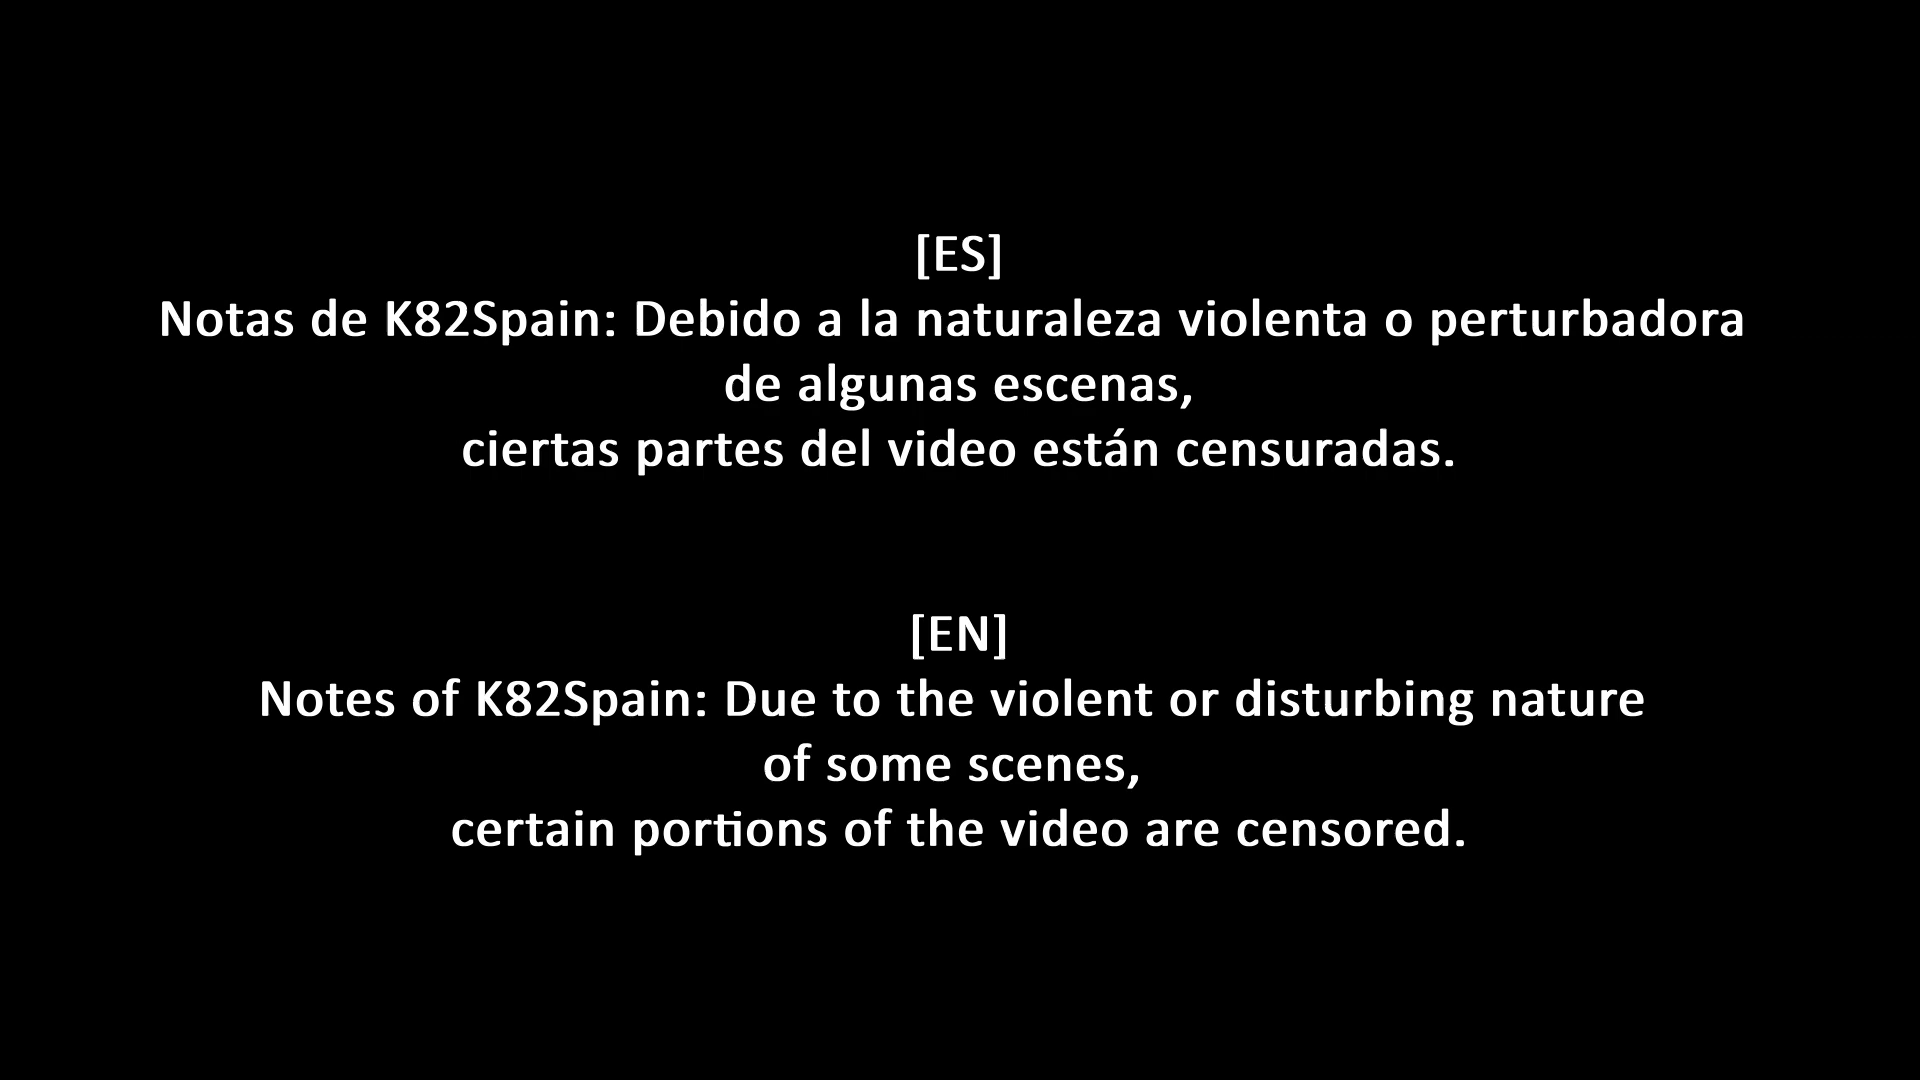 [ES]
Notas de K82Spain: Debido a la naturaleza violenta o perturbadora
de algunas escenas,
ciertas partes del video están censuradas.
[EN]
Notes of K82Spain: Due to the violent or disturbing nature
of some scenes,
certain portions of the video are censored.